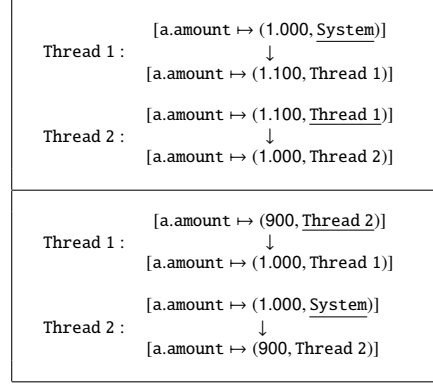 [a.amount ↦ (1.000, System)]
Thread 1 : ↓
[a.amount ↦ (1.100, Thread 1)]
[a.amount ↦ (1.100, Thread 1)]
Thread 2 : ↓
[a.amount ↦ (1.000, Thread 2)]
[a.amount ↦ (900, Thread 2)]
Thread 1 : ↓
[a.amount ↦ (1.000, Thread 1)]
[a.amount ↦ (1.000, System)]
Thread 2 : ↓
[a.amount ↦ (900, Thread 2)]